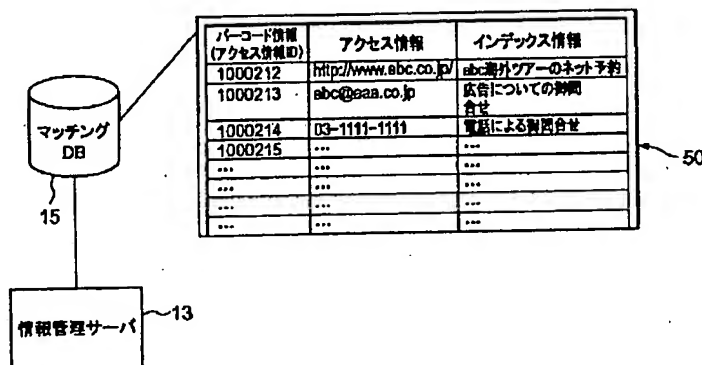 バーコード情報
(アクセス情報ID)
アクセス情報
インデックス情報
1000212
http://www.abc.co.jp/
abc海外ツアーのネット予約
1000213
abc@aaa.co.jp
広告についての御問
合せ
1000214
03-1111-1111
電話による御問合せ
1000215
...
...
...
...
...
...
...
...
...
...
...
...
...
...
マッチング
DB
50
15
情報管理サーバ
13